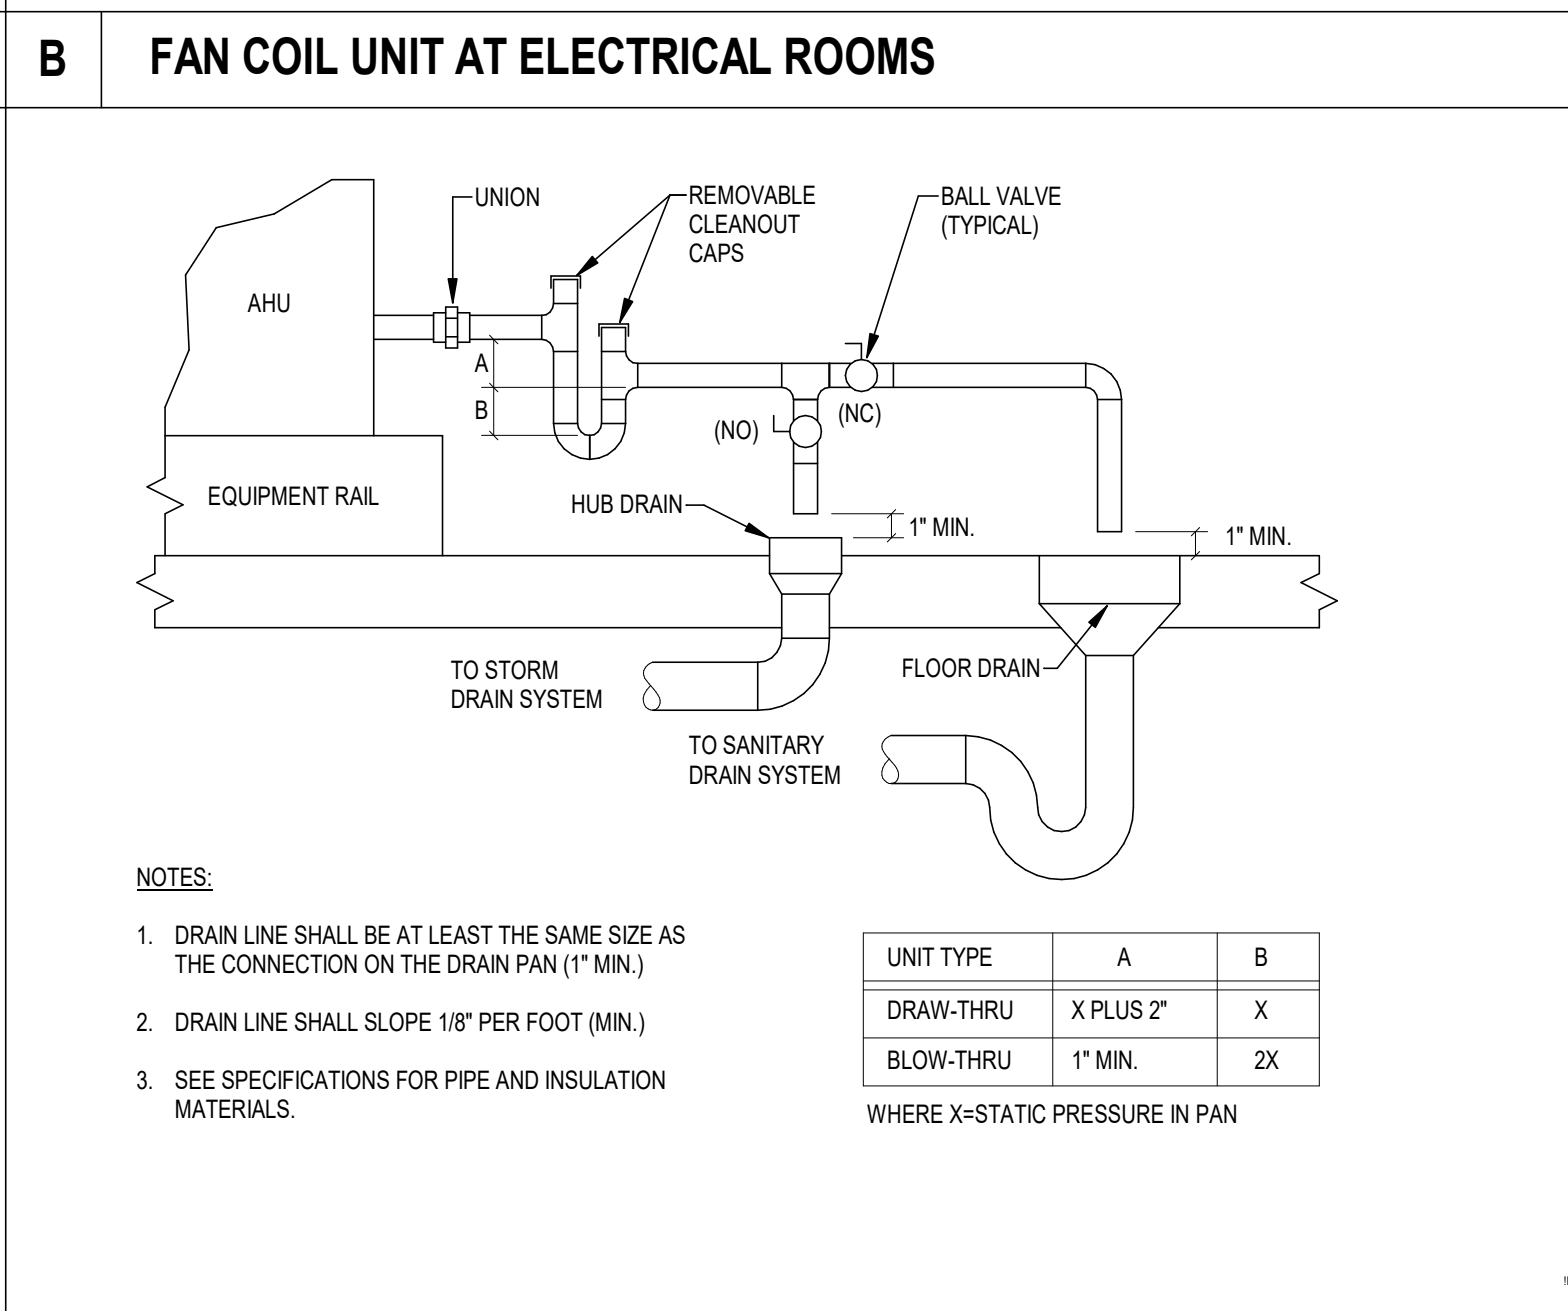 B FAN COIL UNIT AT ELECTRICAL ROOMS
UNION
REMOVABLE
CLEANOUT
CAPS
BALL VALVE
(TYPICAL)
AHU
A
B
(NO)
(NC)
EQUIPMENT RAIL
HUB DRAIN
1" MIN.
1" MIN.
TO STORM
DRAIN SYSTEM
FLOOR DRAIN
TO SANITARY
DRAIN SYSTEM
NOTES:
1. DRAIN LINE SHALL BE AT LEAST THE SAME SIZE AS
THE CONNECTION ON THE DRAIN PAN (1" MIN.)
2. DRAIN LINE SHALL SLOPE 1/8" PER FOOT (MIN.)
3. SEE SPECIFICATIONS FOR PIPE AND INSULATION
MATERIALS.
UNIT TYPE A B
DRAW-THRU X PLUS 2" X
BLOW-THRU 1" MIN. 2X
WHERE X=STATIC PRESSURE IN PAN